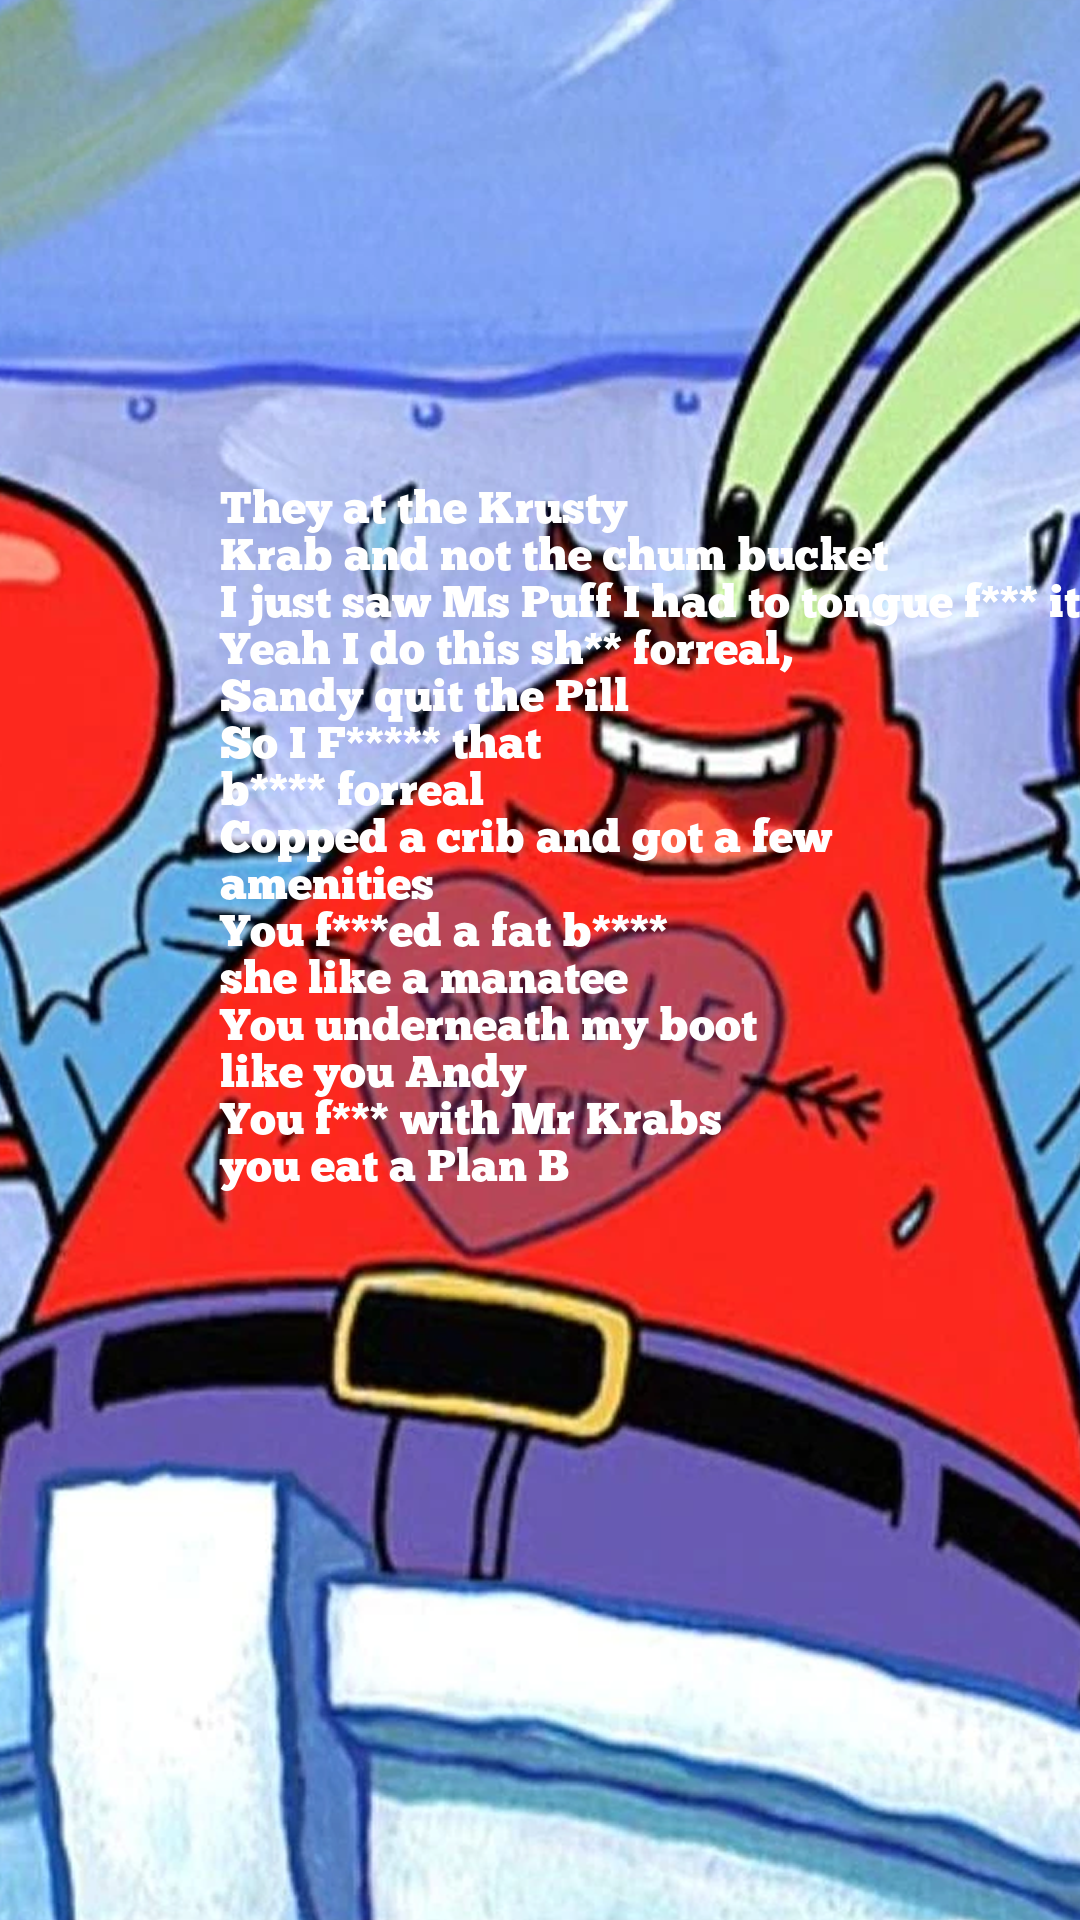 They at the Krusty
Krab and not the chum bucket
I just saw Ms Puff I had to tongue f*** it
Yeah I do this sh** forreal,
Sandy quit the Pill
So I F***** that
b**** forreal
Copped a crib and got a few
amenities
You f***ed a fat b****
she like a manatee
You underneath my boot
like you Andy
You f*** with Mr Krabs
you eat a Plan B